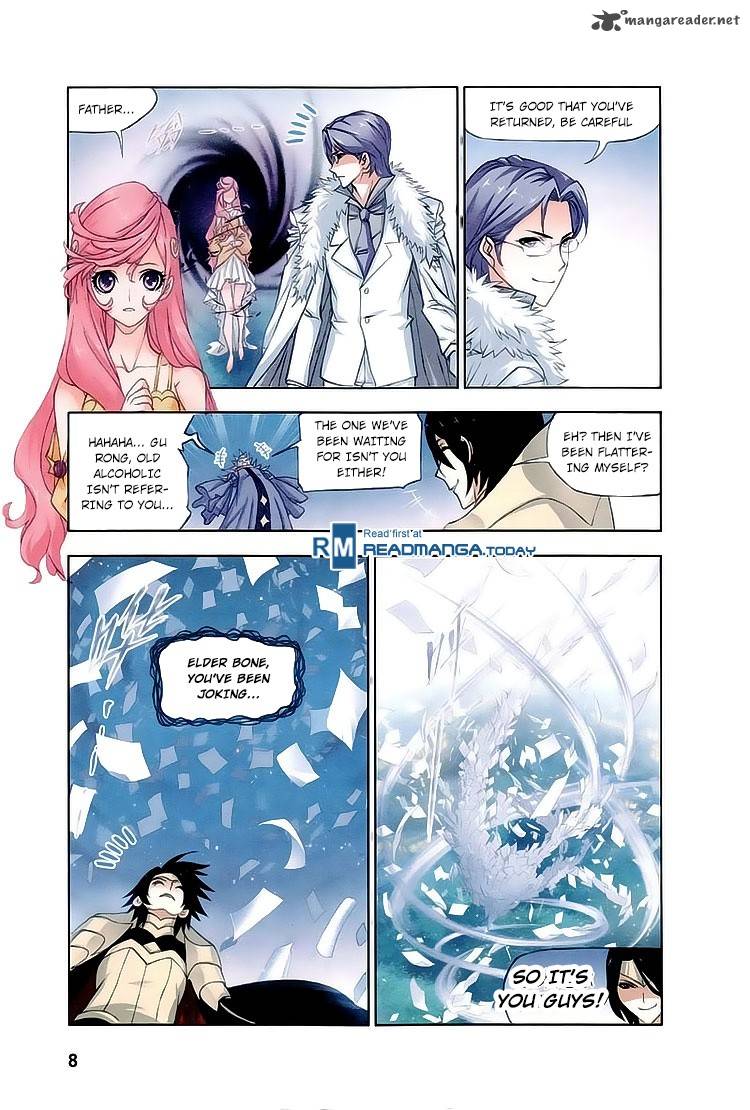 mangareader.net
FATHER...
IT'S GOOD THAT YOU'VE
RETURNED, BE CAREFUL
HAHAHA... GU
RONG, OLD
ALCOHOLIC
ISN'T REFER-
RING TO YOU...
THE ONE WE'VE
BEEN WAITING
FOR ISN'T YOU
EITHER!
EH? THEN I'VE
BEEN FLATTER-
ING MYSELF?
RM
Read first at
READMANGA.TODAY
ELDER BONE,
YOU'VE BEEN
JOKING...
SO IT'S
YOU GUYS!
8